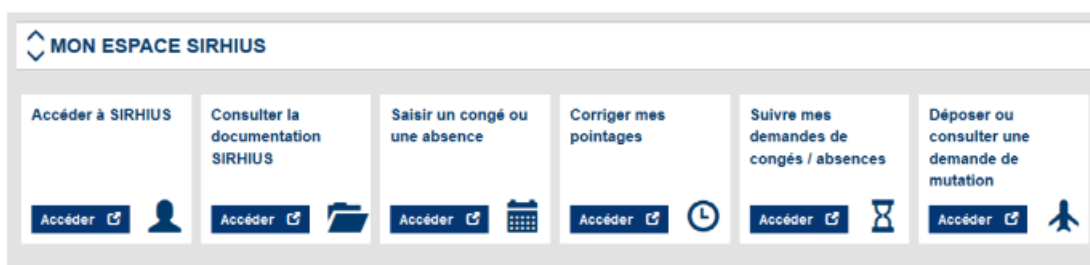 MON ESPACE SIRHIUS
Accéder à SIRHIUS
Accéder
Consulter la
documentation
SIRHIUS
Accéder
Saisir un congé ou
une absence
Accéder
Corriger mes
pointages
Accéder
Suivre mes
demandes de
congés / absences
Accéder
Déposer ou
consulter une
demande de
mutation
Accéder